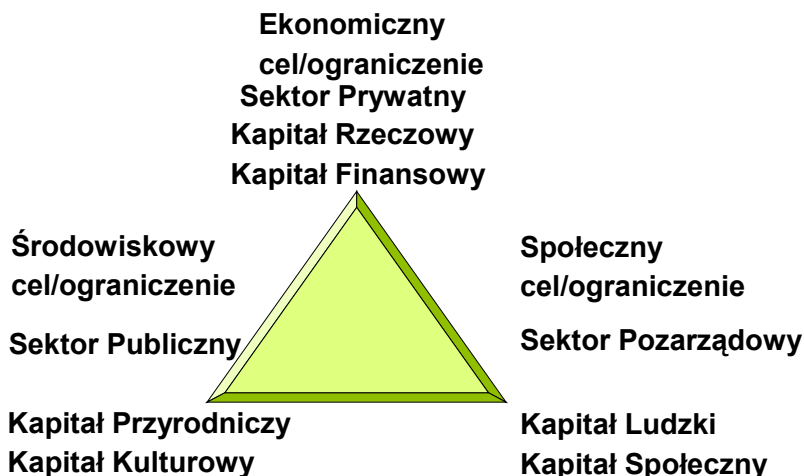 Ekonomiczny
cel/ograniczenie
Sektor Prywatny
Kapitał Rzeczowy
Kapitał Finansowy
Środowiskowy
cel/ograniczenie
Sektor Publiczny
Kapitał Przyrodniczy
Kapitał Kulturowy
Społeczny
cel/ograniczenie
Sektor Pozarządowy
Kapitał Ludzki
Kapitał Społeczny